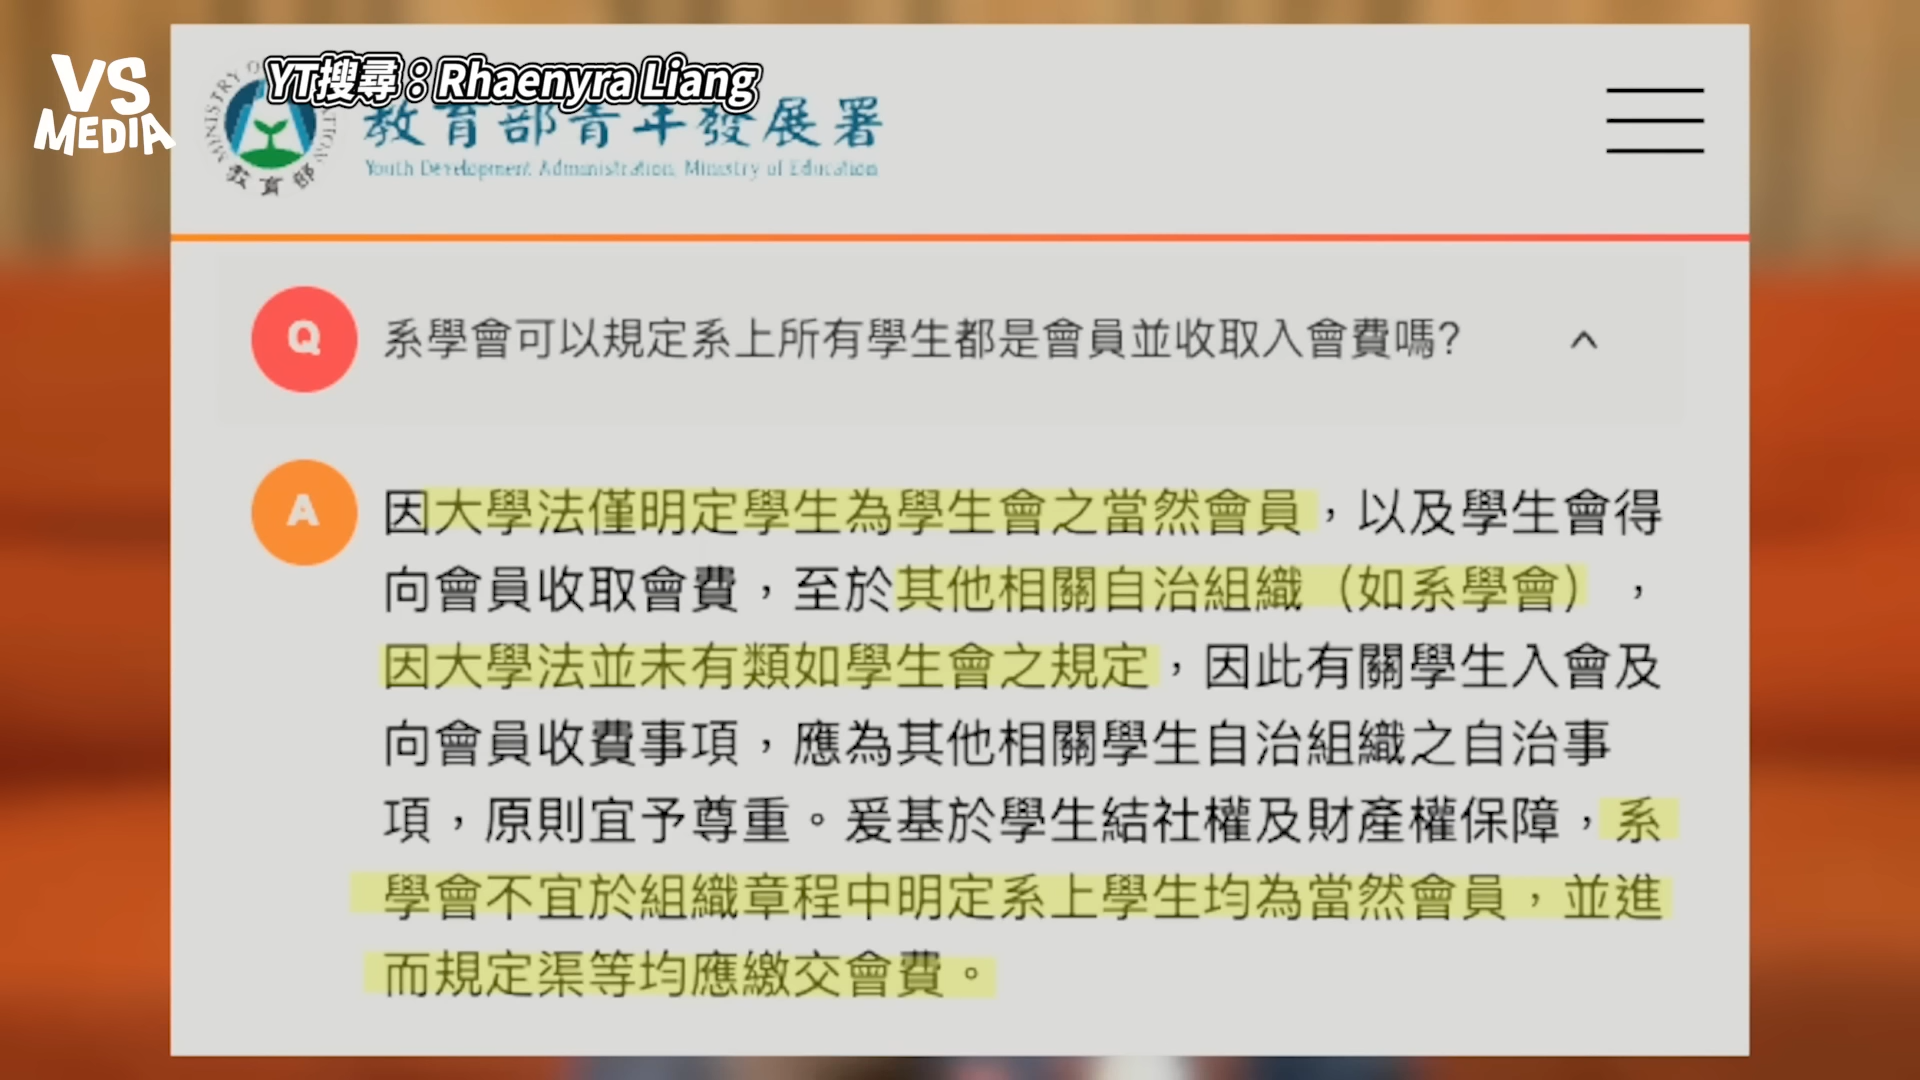 VS
MEDIA
YT搜尋：Rhaenyra Liang
教育部青年發展署
Youth Development Administration, Ministry of Education
教育部
Q
系學會可以規定系上所有學生都是會員並收取入會費嗎?
A
因大學法僅明定學生為學生會之當然會員，以及學生會得
向會員收取會費，至於其他相關自治組織（如系學會），
因大學法並未有類如學生會之規定，因此有關學生入會及
向會員收費事項，應為其他相關學生自治組織之自治事
項，原則宜予尊重。爰基於學生結社權及財產權保障，系
學會不宜於組織章程中明定系上學生均為當然會員，並進
而規定渠等均應繳交會費。